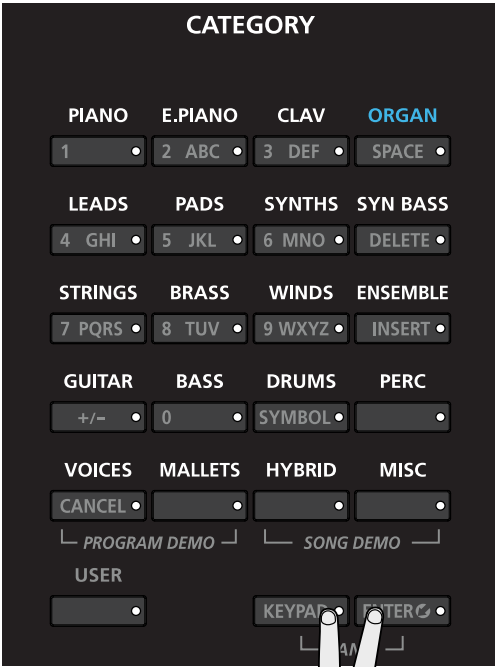 CATEGORY
PIANO E.PIANO CLAV ORGAN
1 2 ABC 3 DEF SPACE
LEADS PADS SYNTHS SYN BASS
4 GHI 5 JKL 6 MNO DELETE
STRINGS BRASS WINDS ENSEMBLE
7 PQRS 8 TUV 9 WXYZ INSERT
GUITAR BASS DRUMS PERC
+/- 0 SYMBOL
VOICES MALLETS HYBRID MISC
CANCEL
PROGRAM DEMO SONG DEMO
USER
KEYPAD ENTER